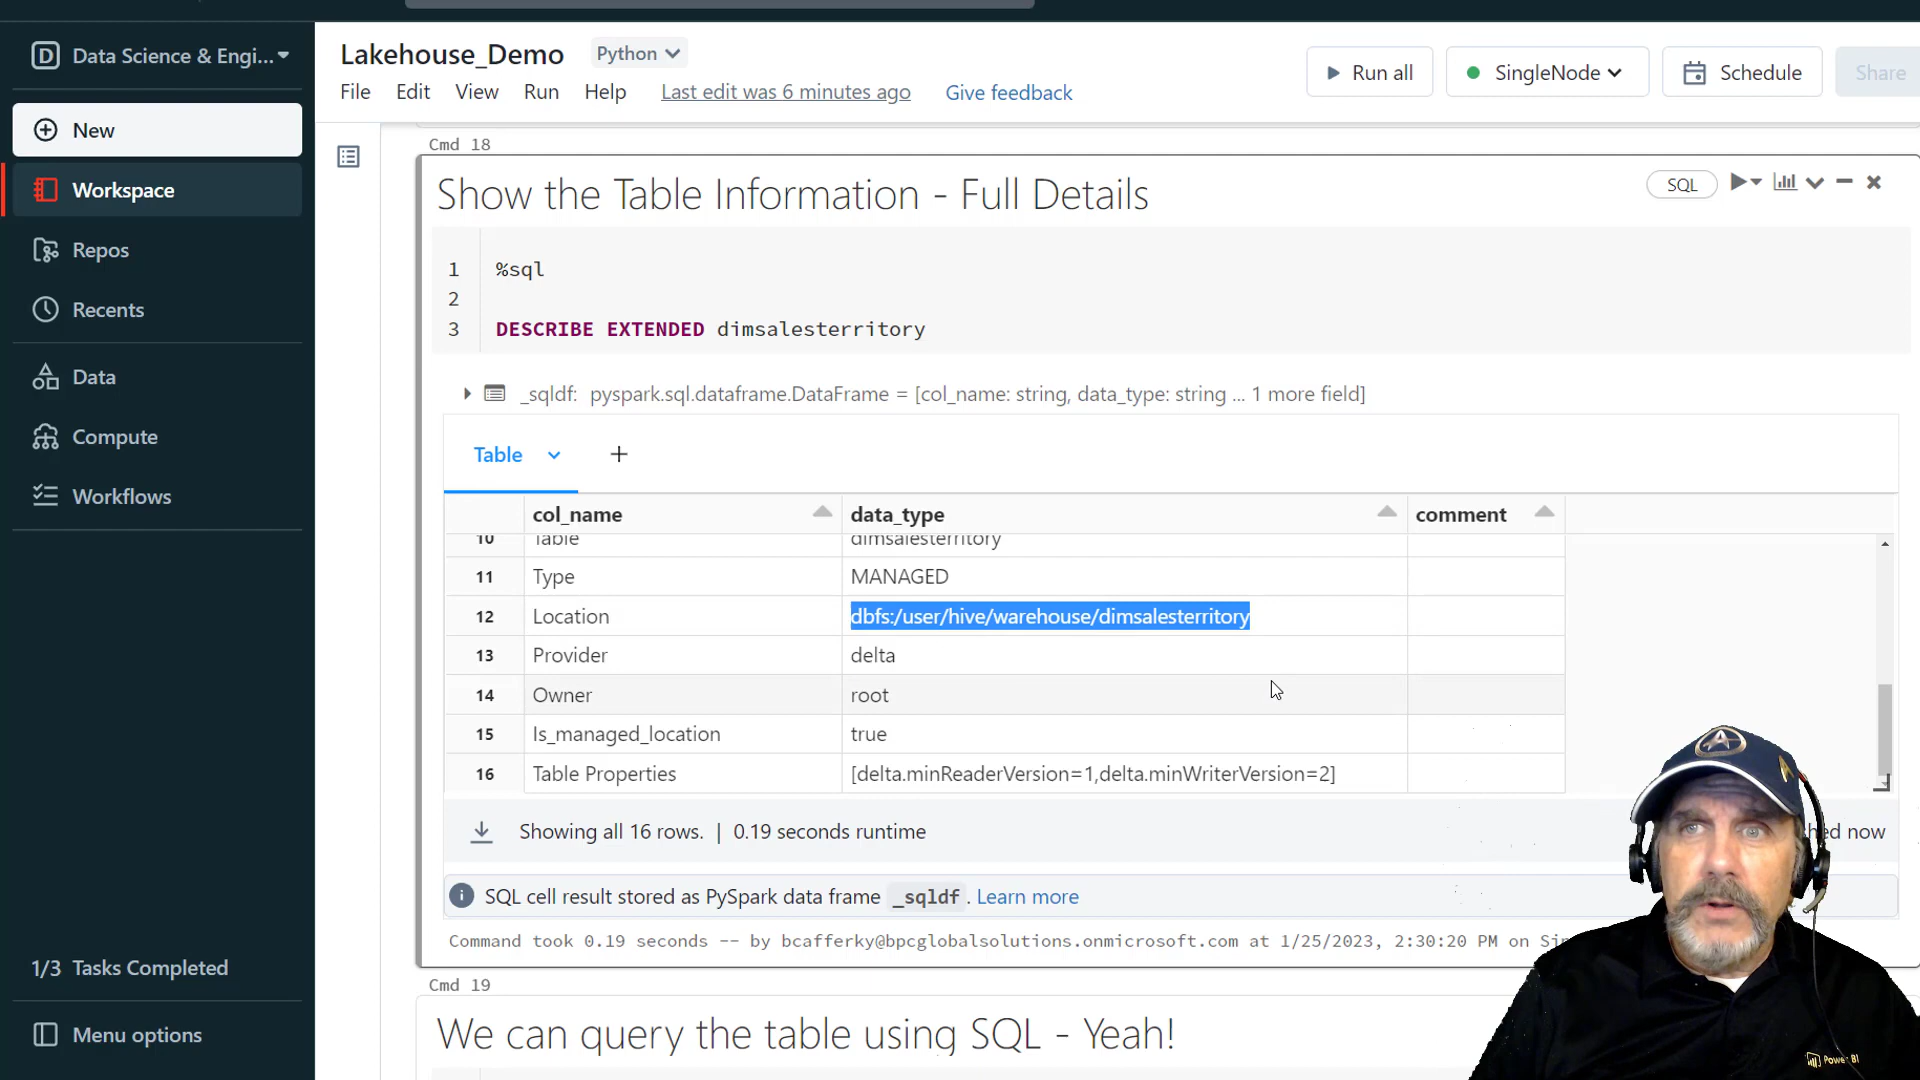 Data Science & Engi...
Lakehouse_Demo
Python
File
Edit
View
Run
Help
Last edit was 6 minutes ago
Give feedback
Run all
SingleNode
Schedule
Share
New
Workspace
Repos
Recents
Data
Compute
Workflows
1/3 Tasks Completed
Menu options
Cmd 18
Show the Table Information - Full Details
SQL
1 %sql
2
3 DESCRIBE EXTENDED dimsalesterritory
_sqldf: pyspark.sql.dataframe.DataFrame = [col_name: string, data_type: string ... 1 more field]
Table
col_name data_type comment
10 Table dimsalesterritory
11 Type MANAGED
12 Location dbfs:/user/hive/warehouse/dimsalesterritory
13 Provider delta
14 Owner root
15 Is_managed_location true
16 Table Properties [delta.minReaderVersion=1,delta.minWriterVersion=2]
Showing all 16 rows. | 0.19 seconds runtime
now
SQL cell result stored as PySpark data frame _sqldf . Learn more
Command took 0.19 seconds -- by bcafferky@bpcglobalsolutions.onmicrosoft.com at 1/25/2023, 2:30:20 PM on
Cmd 19
We can query the table using SQL - Yeah!
Power BI